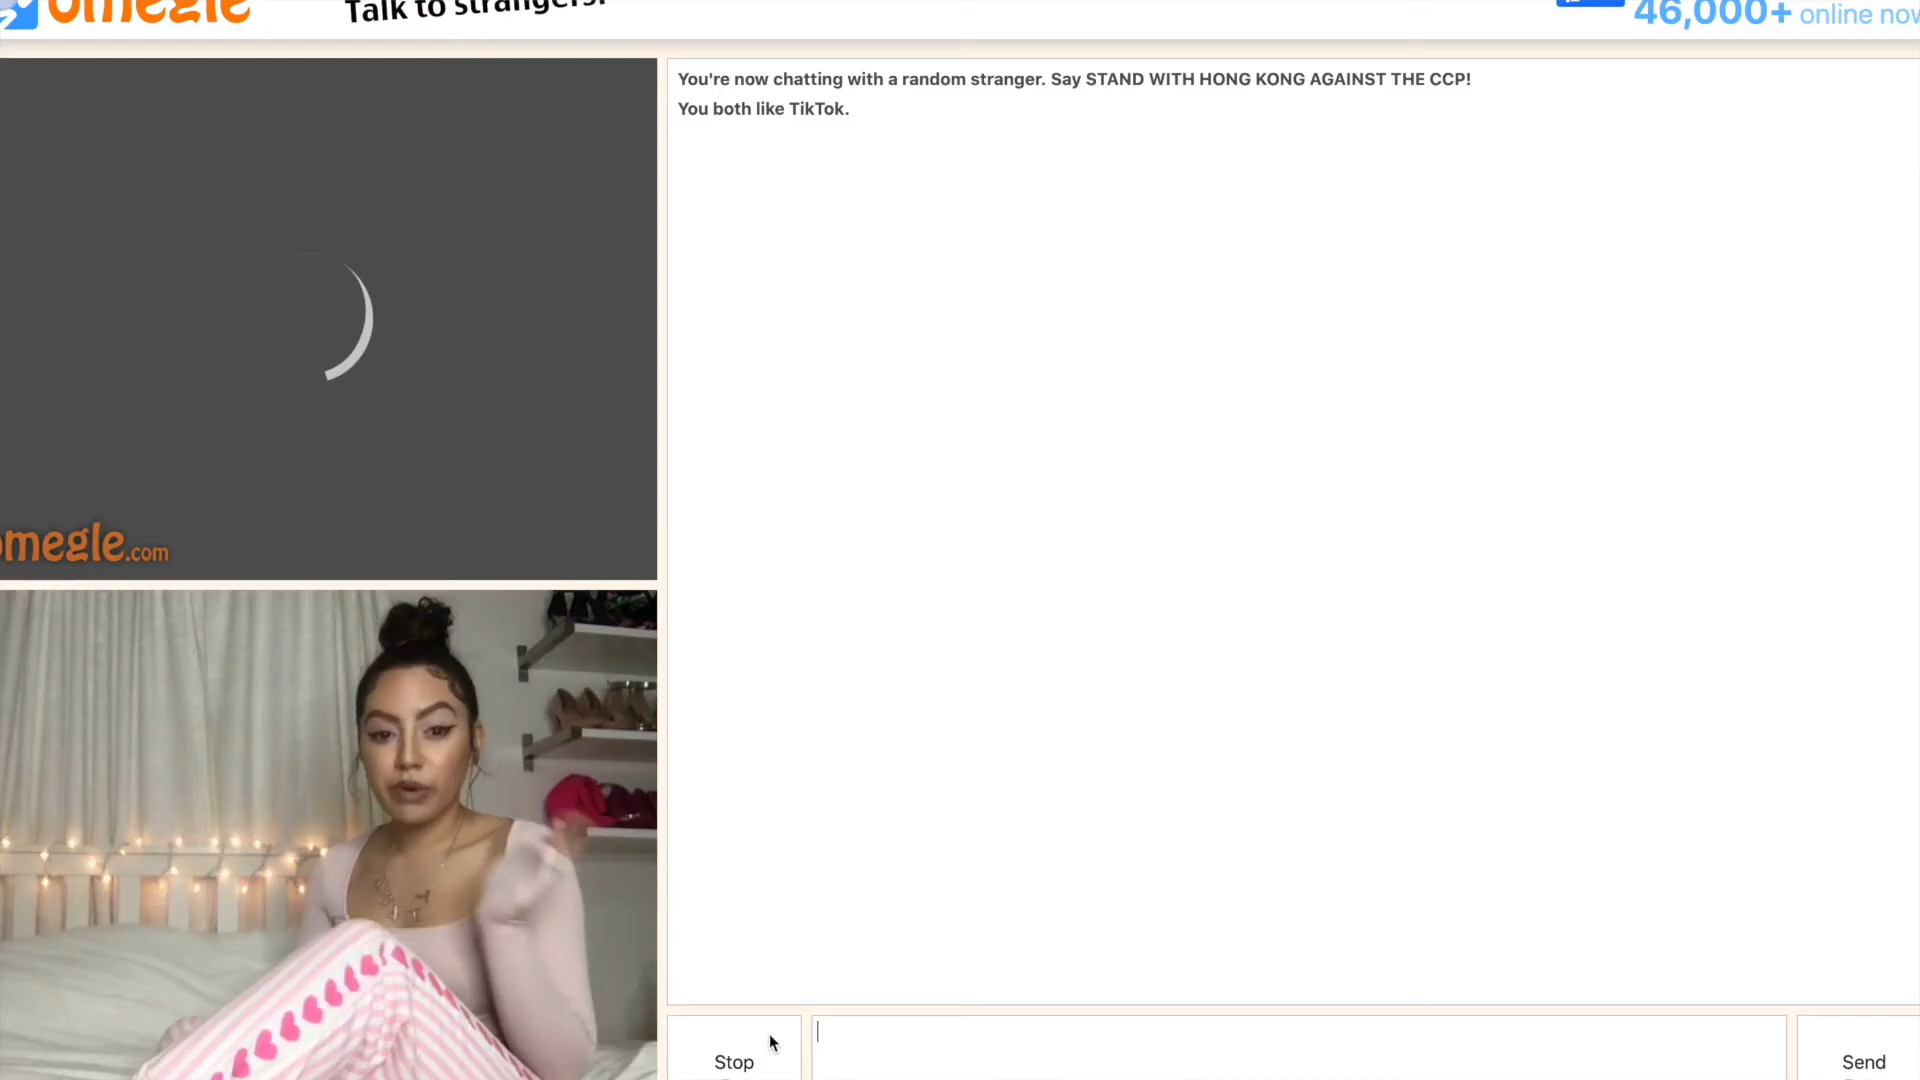 omegle
Talk to strangers!
46,000+ online now
You're now chatting with a random stranger. Say STAND WITH HONG KONG AGAINST THE CCP!
You both like TikTok.
omegle.com
Stop
Send